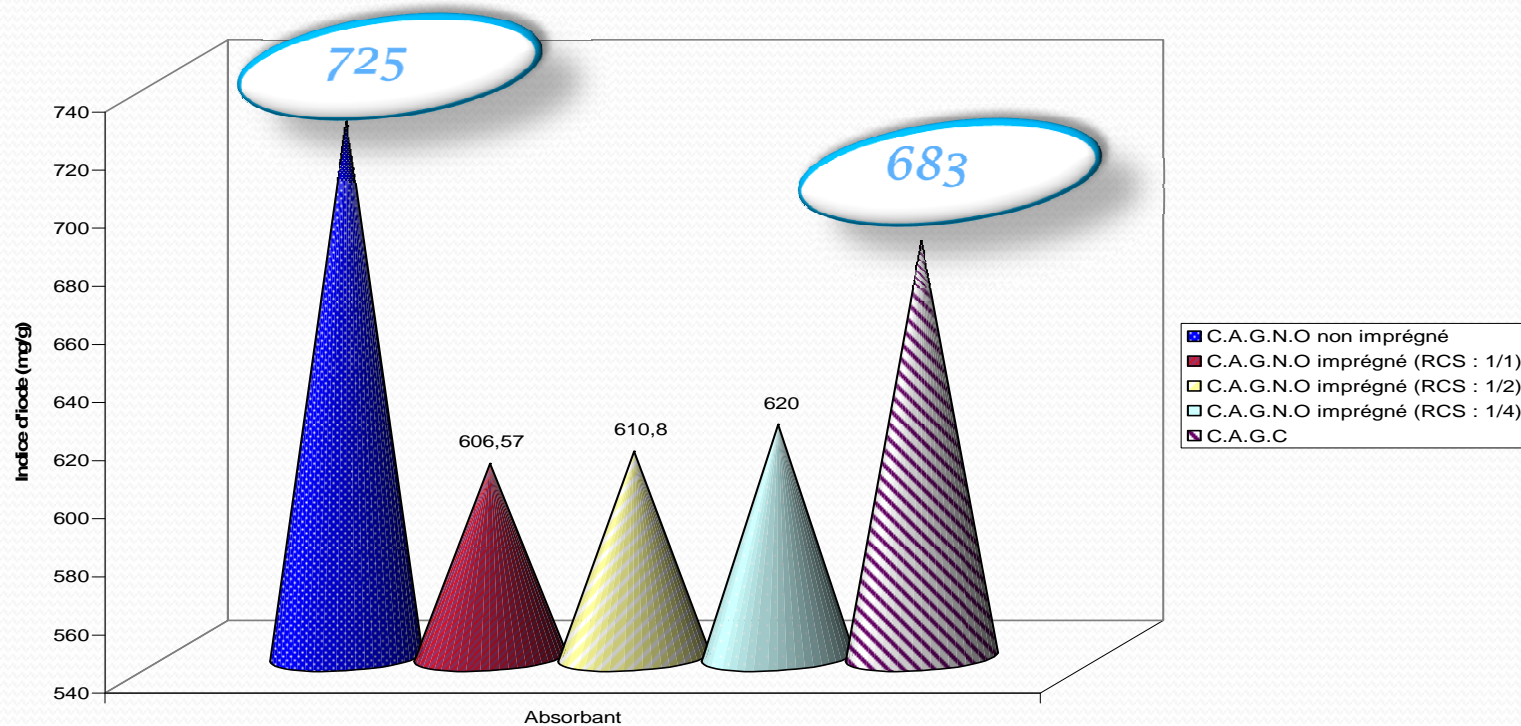 725
683
740
720
700
680
660
640
620
600
580
560
540
Indice d'iode (mg/g)
606,57
610,8
620
Absorbant
C.A.G.N.O non imprégné
C.A.G.N.O imprégné (RCS : 1/1)
C.A.G.N.O imprégné (RCS : 1/2)
C.A.G.N.O imprégné (RCS : 1/4)
C.A.G.C